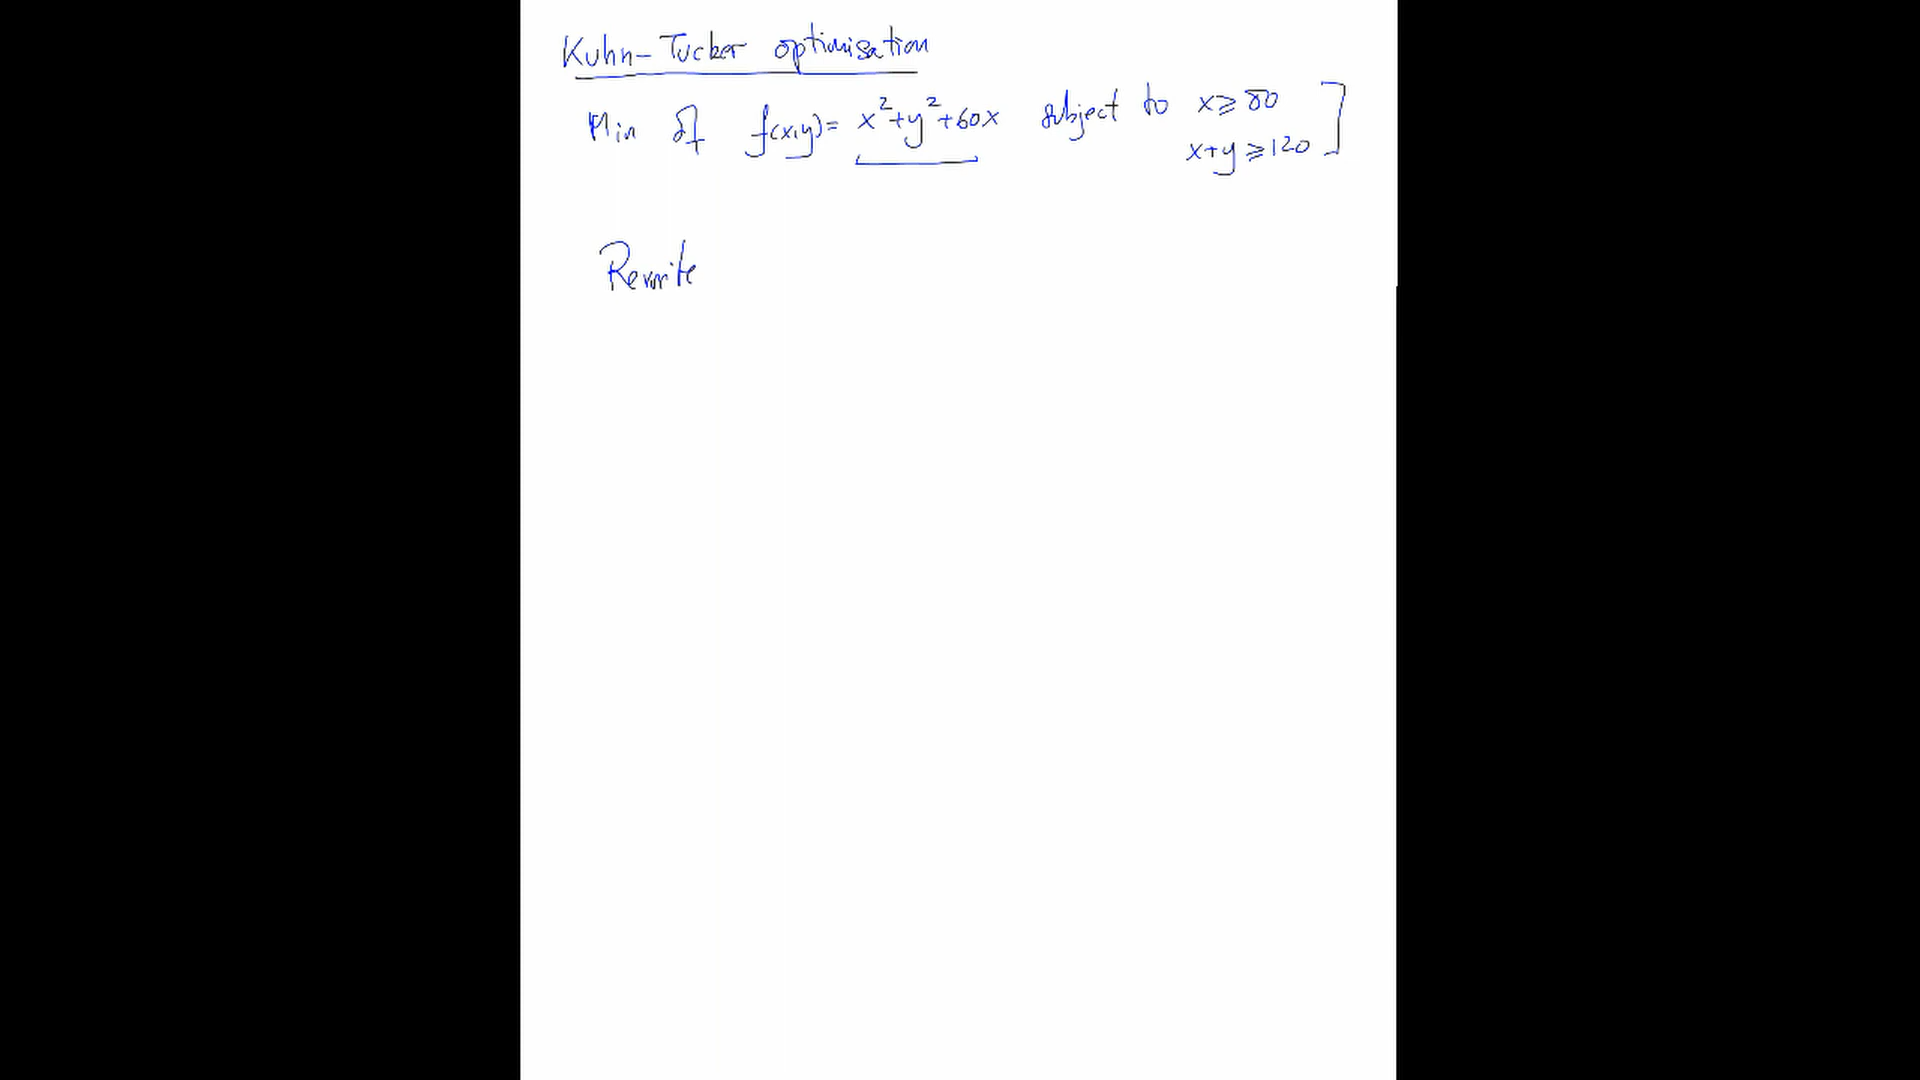 Kuhn-Tucker optimisation
Min of f(x,y)= x²+y²+60x subject to x≥80
x+y≥120
Rewrite